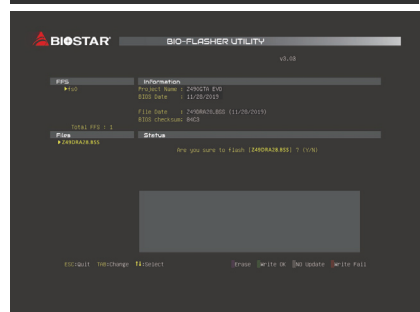 BIOSTAR
BIO-FLASHER UTILITY
v3.03
FFS
Information
fs0
Project Name : Z490GTA EVO
BIOS Date : 11/28/2019
File Date : Z490RA28.BSS (11/28/2019)
BIOS checksum: 84C3
Total FFS : 1
Files
Status
Z490RA28.BSS
Are you sure to flash [Z490RA28.BSS] ? (Y/N)
ESC:Quit TAB:Change ↑↓:Select Erase Write OK No Update Write Fail